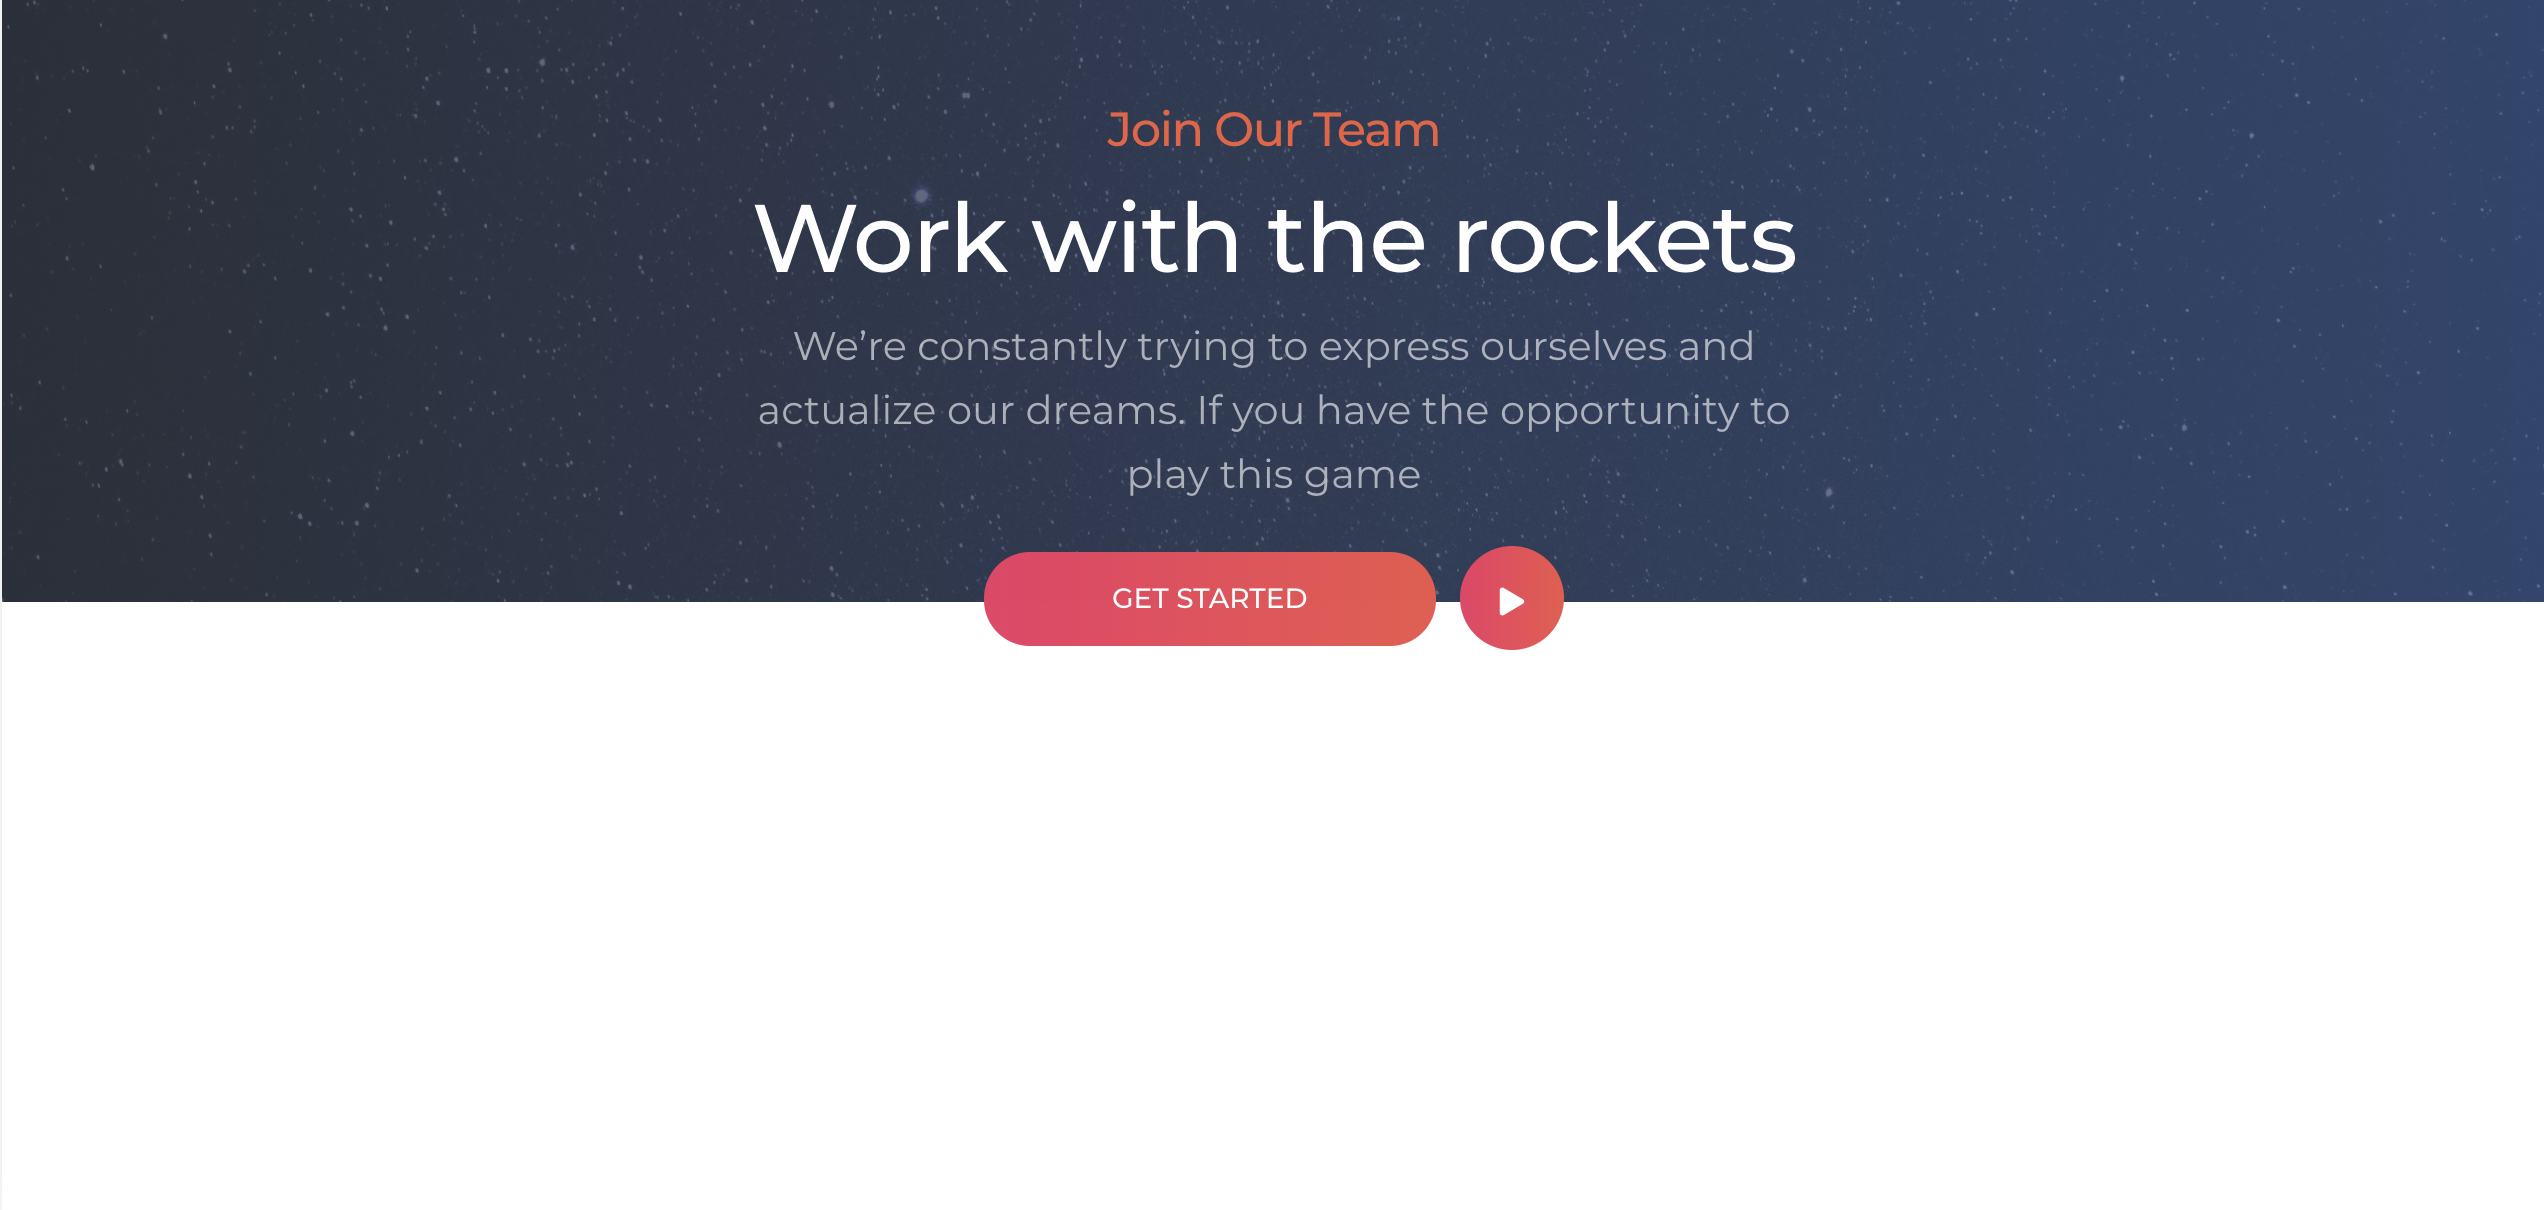 Join Our Team
Work with the rockets
We’re constantly trying to express ourselves and
actualize our dreams. If you have the opportunity to
play this game
GET STARTED